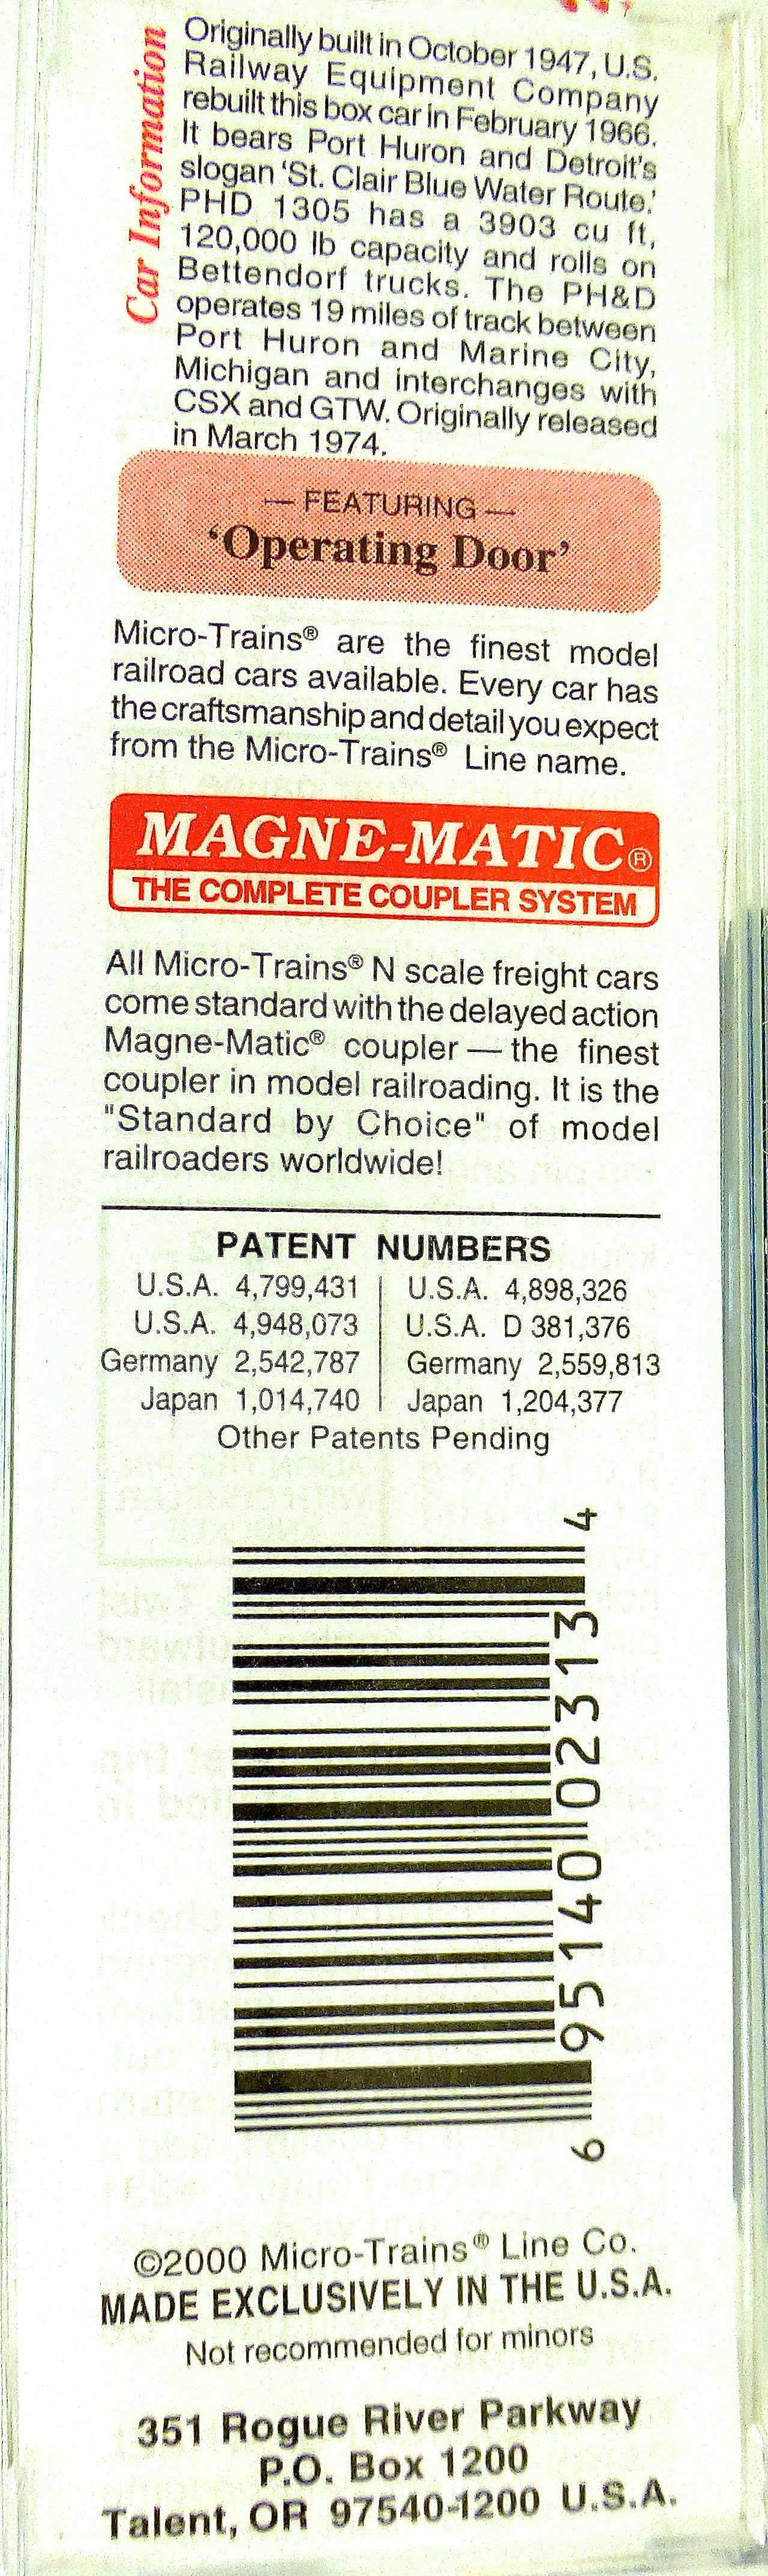 Car Information
Originally built in October 1947, U.S.
Railway Equipment Company
rebuilt this box car in February 1966.
It bears Port Huron and Detroit's
slogan 'St. Clair Blue Water Route.'
PHD 1305 has a 3903 cu ft,
120,000 lb capacity and rolls on
Bettendorf trucks. The PH&D
operates 19 miles of track between
Port Huron and Marine City,
Michigan and interchanges with
CSX and GTW. Originally released
in March 1974.
— FEATURING —
'Operating Door'
Micro-Trains® are the finest model
railroad cars available. Every car has
the craftsmanship and detail you expect
from the Micro-Trains® Line name.
MAGNE-MATIC®
THE COMPLETE COUPLER SYSTEM
All Micro-Trains® N scale freight cars
come standard with the delayed action
Magne-Matic® coupler — the finest
coupler in model railroading. It is the
"Standard by Choice" of model
railroaders worldwide!
PATENT NUMBERS
U.S.A. 4,799,431 | U.S.A. 4,898,326
U.S.A. 4,948,073 | U.S.A. D 381,376
Germany 2,542,787 | Germany 2,559,813
Japan 1,014,740 | Japan 1,204,377
Other Patents Pending
6 95140 02313 4
©2000 Micro-Trains® Line Co.
MADE EXCLUSIVELY IN THE U.S.A.
Not recommended for minors
351 Rogue River Parkway
P.O. Box 1200
Talent, OR 97540-1200 U.S.A.